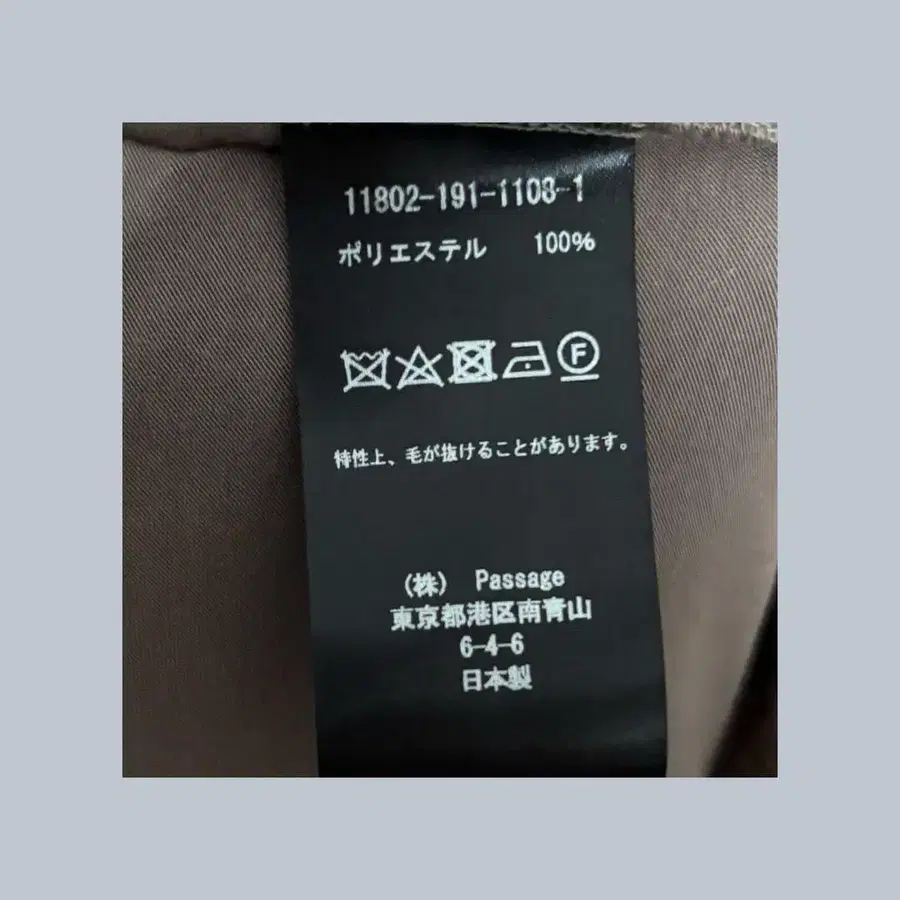 11802-191-1108-1
ポリエステル 100%
F
特性上、毛が抜けることがあります。
(株) Passage
東京都港区南青山
6-4-6
日本製